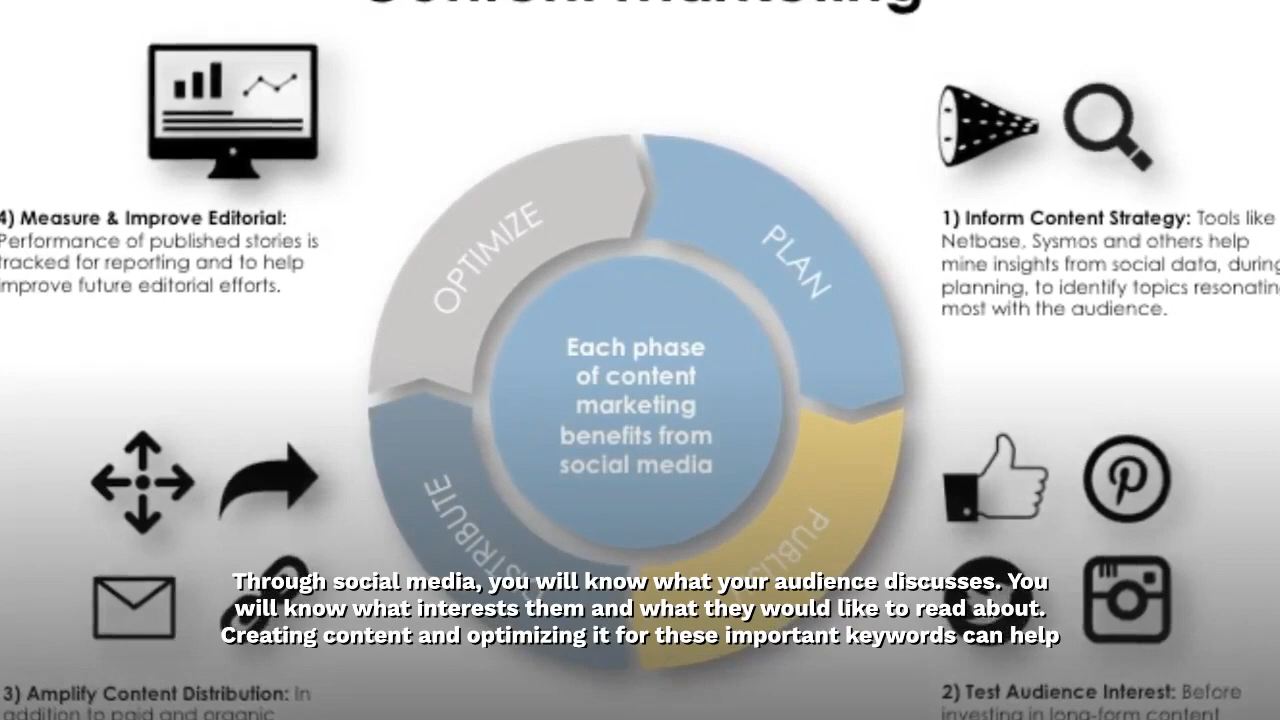 Content Marketing
4) Measure & Improve Editorial:
Performance of published stories is
tracked for reporting and to help
improve future editorial efforts.
1) Inform Content Strategy: Tools like
Netbase, Sysmos and others help
mine insights from social data, during
planning, to identify topics resonating
most with the audience.
OPTIMIZE
PLAN
Each phase
of content
marketing
benefits from
social media
Through social media, you will know what your audience discusses. You
will know what interests them and what they would like to read about.
Creating content and optimizing it for these important keywords can help
3) Amplify Content Distribution: In
addition to paid and organic
2) Test Audience Interest: Before
investing in long-form content